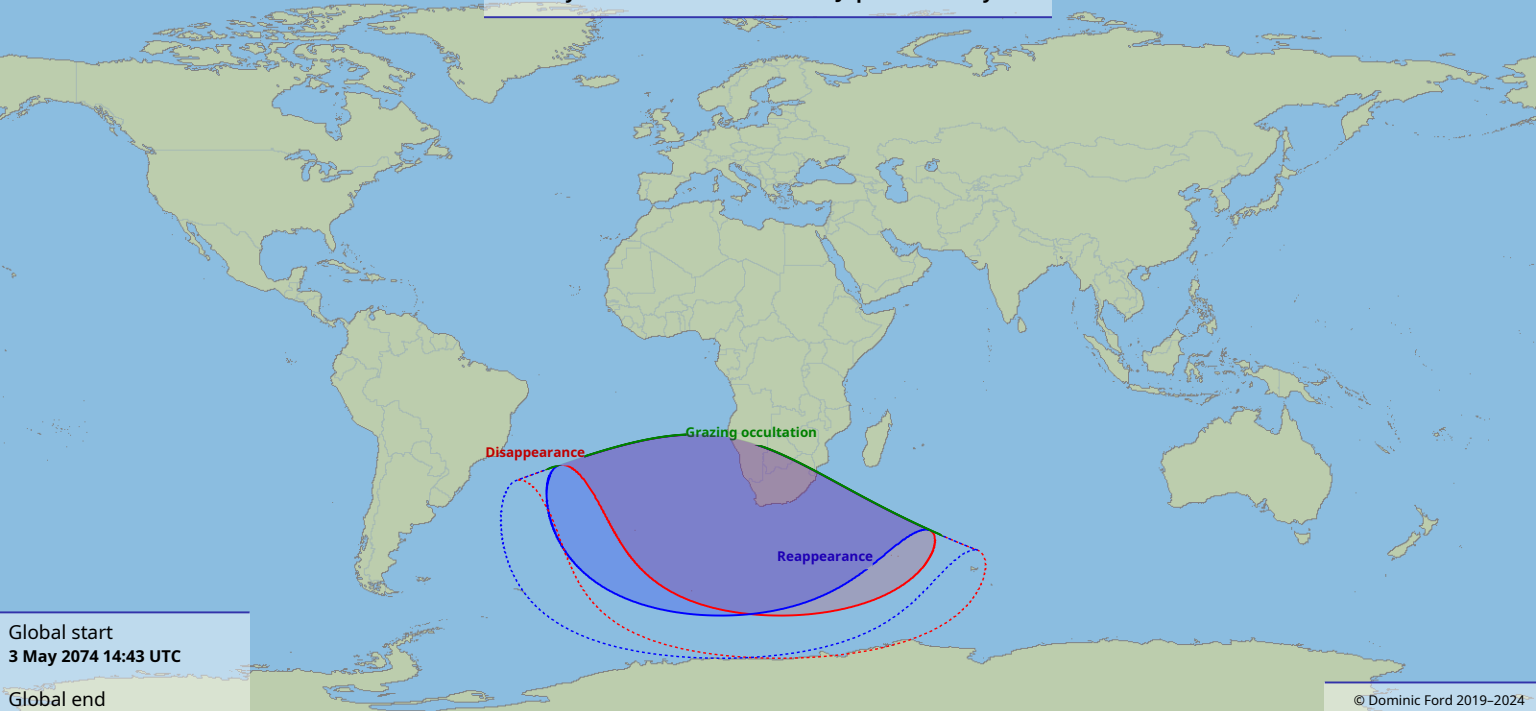 Grazing occultation
Disappearance
Reappearance
Global start
3 May 2074 14:43 UTC
Global end
© Dominic Ford 2019–2024